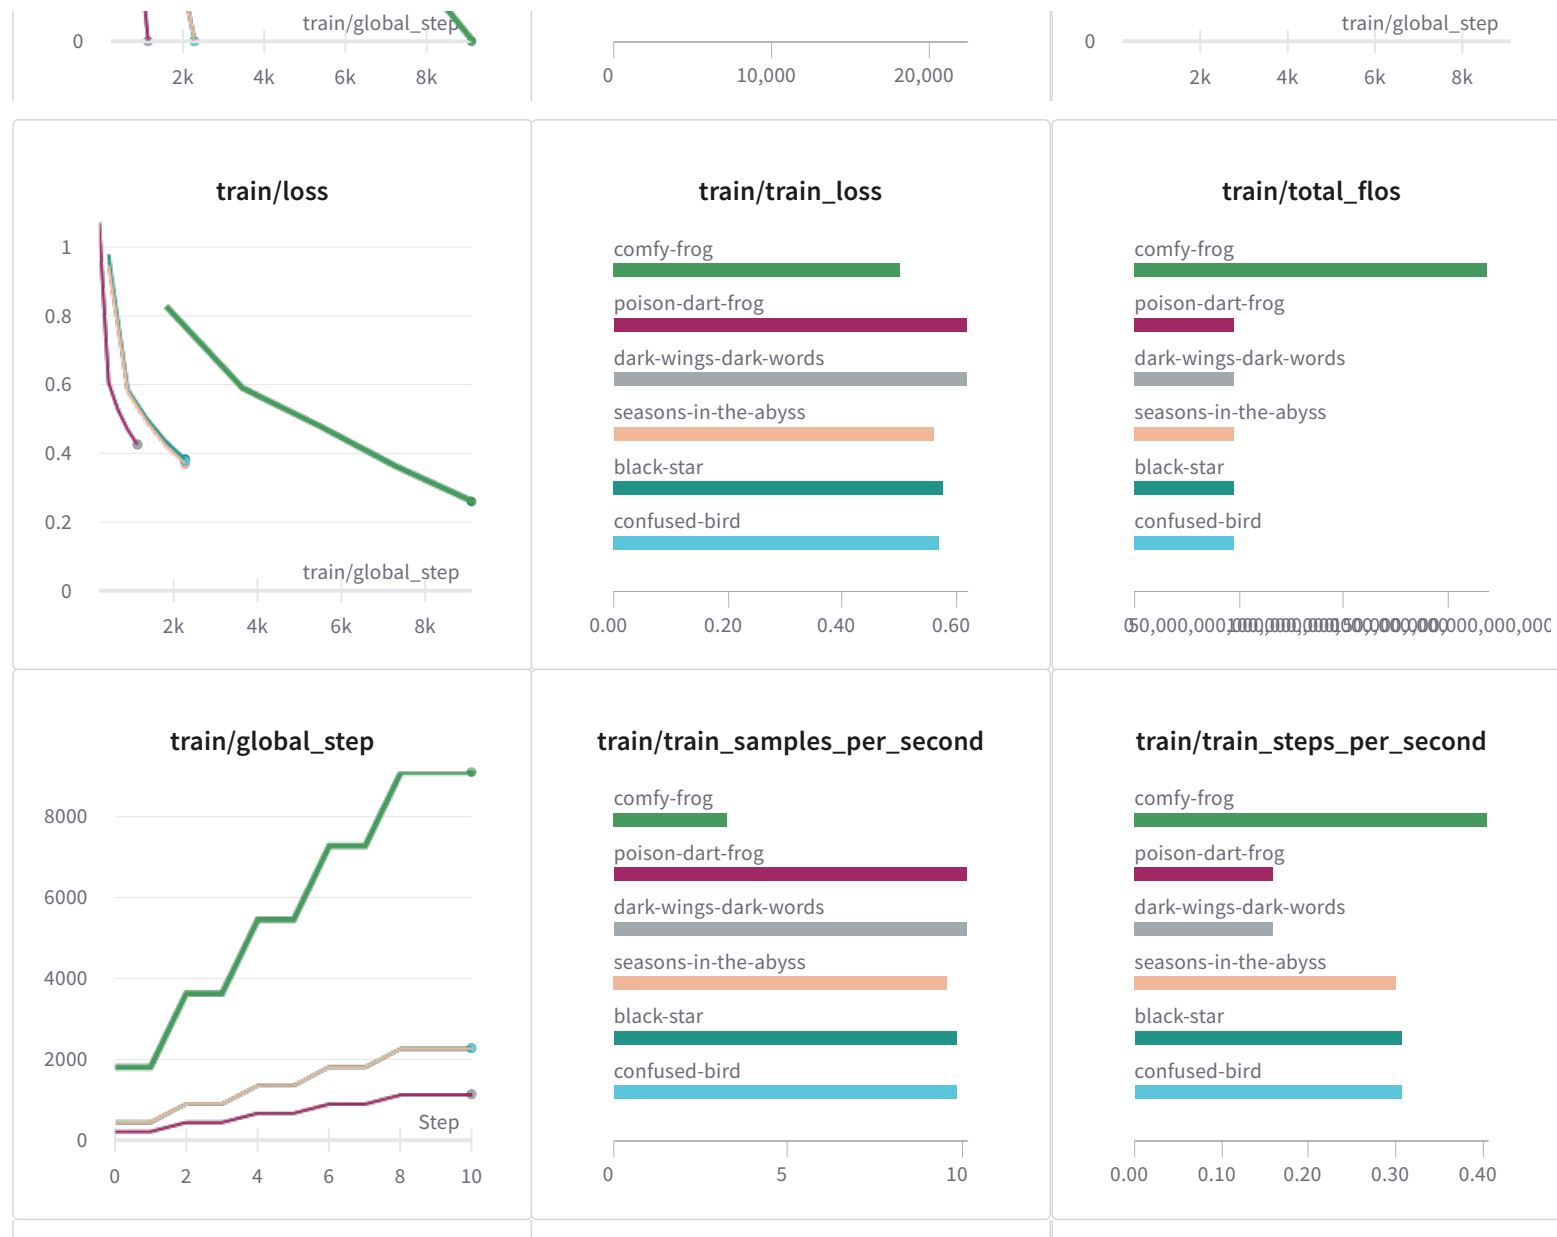 train/global_step
0
2k 4k 6k 8k
0 10,000 20,000
train/global_step
0
2k 4k 6k 8k
train/loss
1
0.8
0.6
0.4
0.2
0
train/global_step
2k 4k 6k 8k
train/train_loss
comfy-frog
poison-dart-frog
dark-wings-dark-words
seasons-in-the-abyss
black-star
confused-bird
0.00 0.20 0.40 0.60
train/total_flos
comfy-frog
poison-dart-frog
dark-wings-dark-words
seasons-in-the-abyss
black-star
confused-bird
train/global_step
8000
6000
4000
2000
0
Step
0 2 4 6 8 10
train/train_samples_per_second
comfy-frog
poison-dart-frog
dark-wings-dark-words
seasons-in-the-abyss
black-star
confused-bird
0 5 10
train/train_steps_per_second
comfy-frog
poison-dart-frog
dark-wings-dark-words
seasons-in-the-abyss
black-star
confused-bird
0.00 0.10 0.20 0.30 0.40